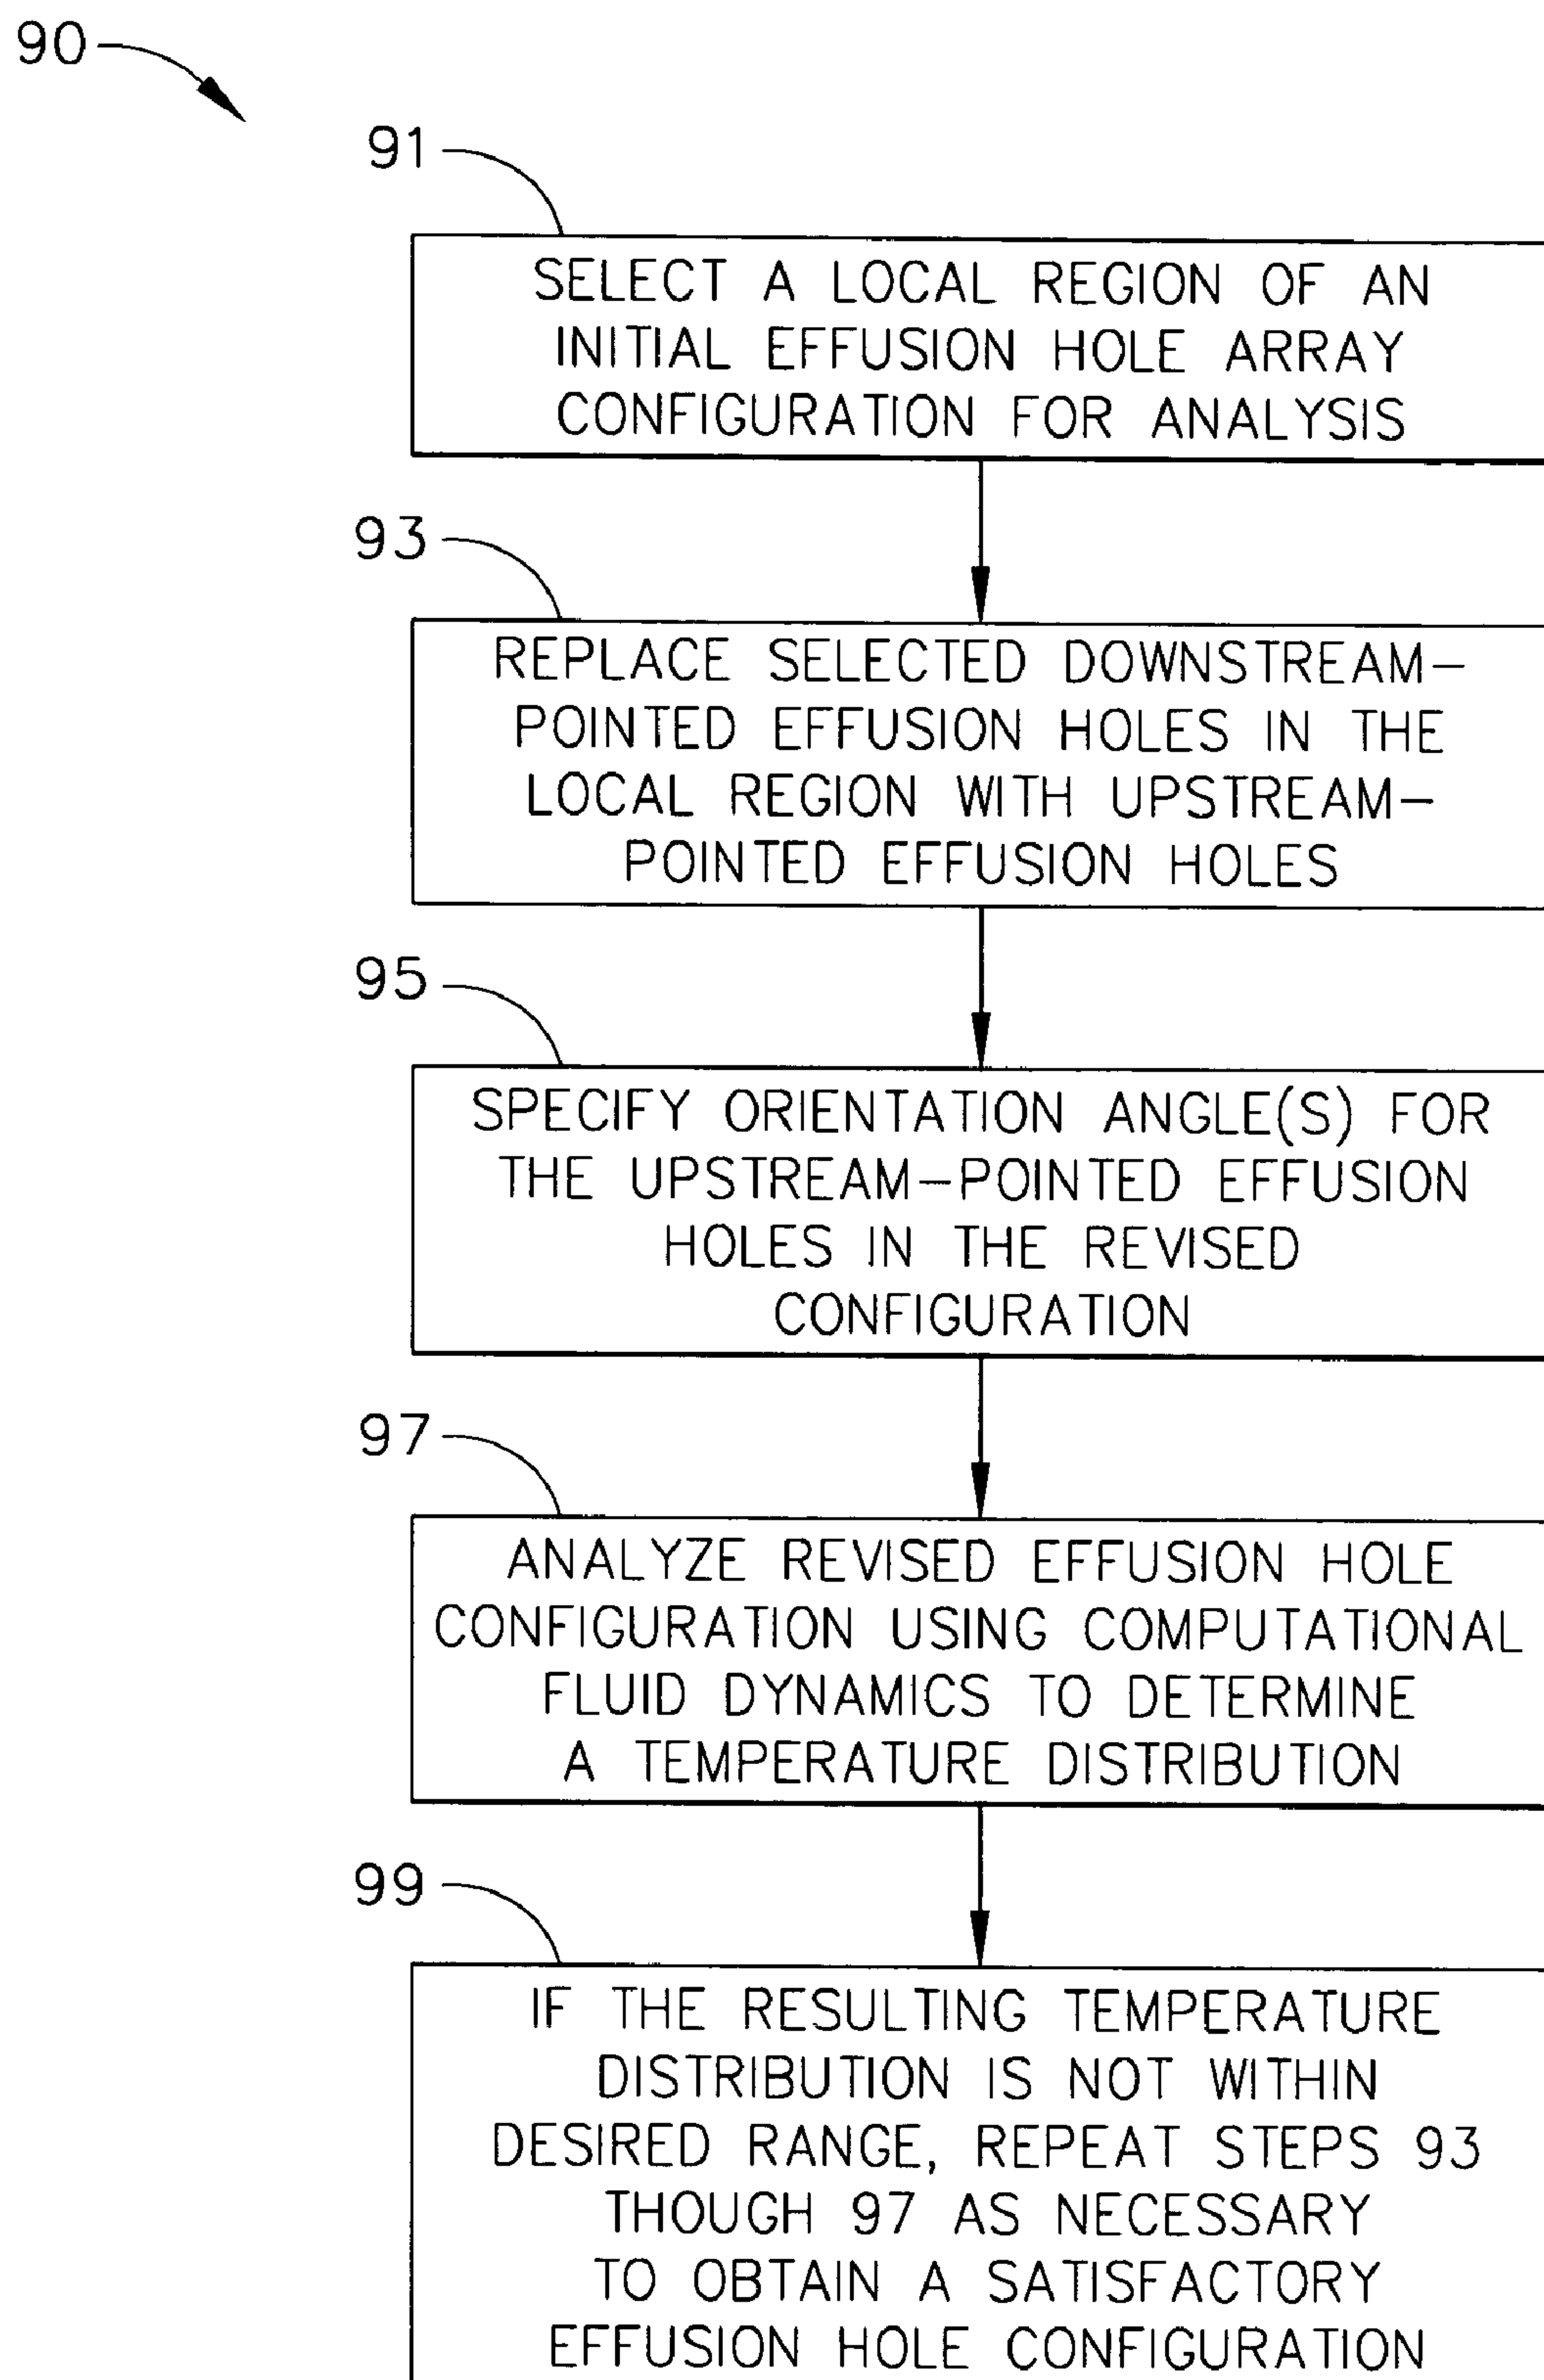 90
91
SELECT A LOCAL REGION OF AN
INITIAL EFFUSION HOLE ARRAY
CONFIGURATION FOR ANALYSIS
93
REPLACE SELECTED DOWNSTREAM-
POINTED EFFUSION HOLES IN THE
LOCAL REGION WITH UPSTREAM-
POINTED EFFUSION HOLES
95
SPECIFY ORIENTATION ANGLE(S) FOR
THE UPSTREAM-POINTED EFFUSION
HOLES IN THE REVISED
CONFIGURATION
97
ANALYZE REVISED EFFUSION HOLE
CONFIGURATION USING COMPUTATIONAL
FLUID DYNAMICS TO DETERMINE
A TEMPERATURE DISTRIBUTION
99
IF THE RESULTING TEMPERATURE
DISTRIBUTION IS NOT WITHIN
DESIRED RANGE, REPEAT STEPS 93
THOUGH 97 AS NECESSARY
TO OBTAIN A SATISFACTORY
EFFUSION HOLE CONFIGURATION